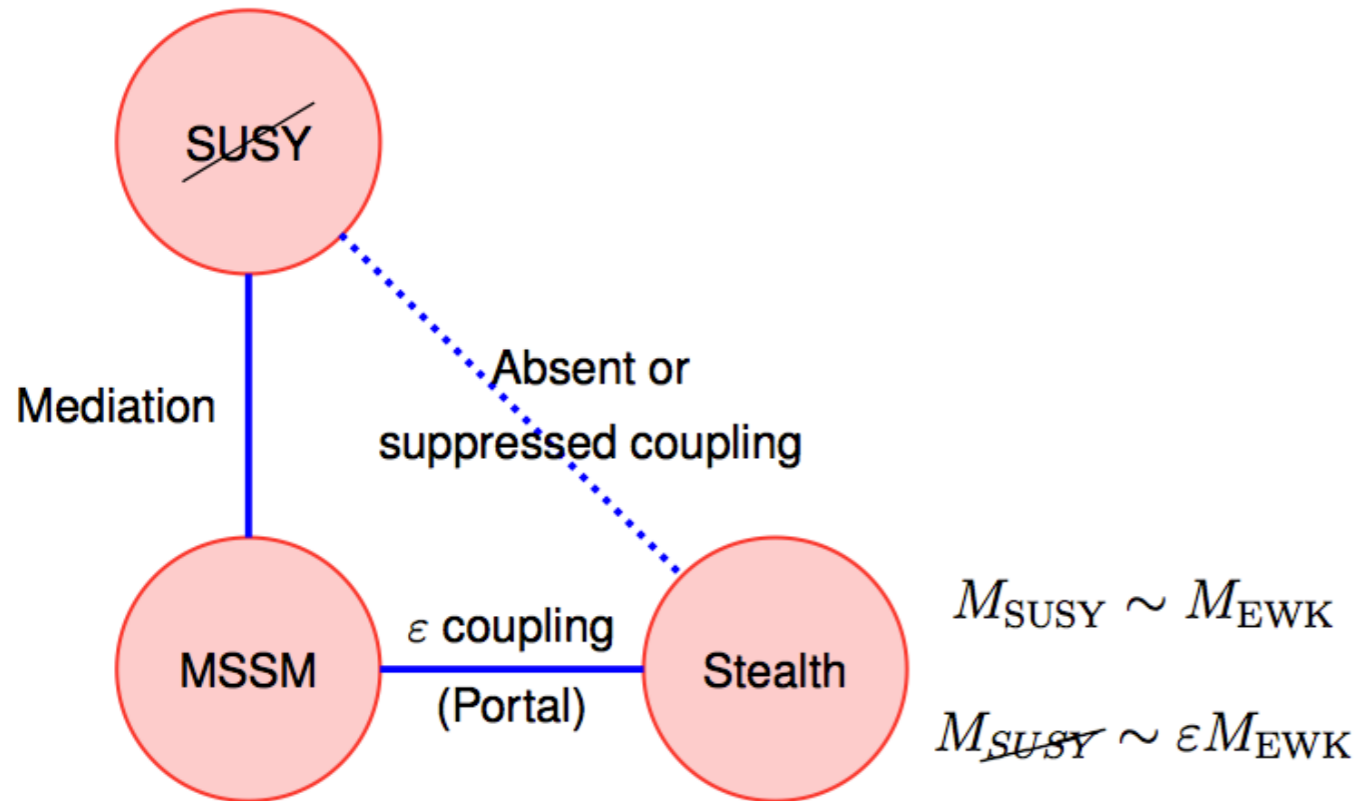 SUSY
Absent or
Mediation
suppressed coupling
ε coupling
MSSM
(Portal)
Stealth
M_SUSY ∼ M_EWK
M_SUSY ∼ εM_EWK